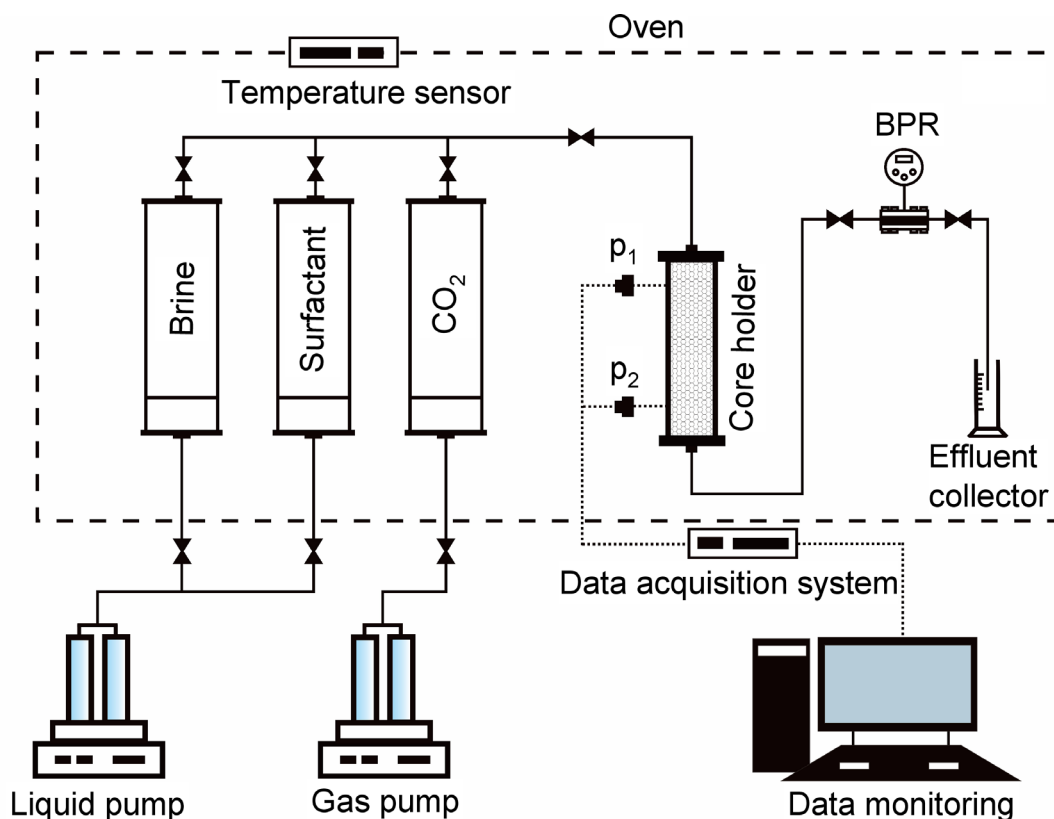 Oven
Temperature sensor
BPR
Brine
Surfactant
CO₂
p₁
p₂
Core holder
Effluent
collector
Data acquisition system
Liquid pump
Gas pump
Data monitoring